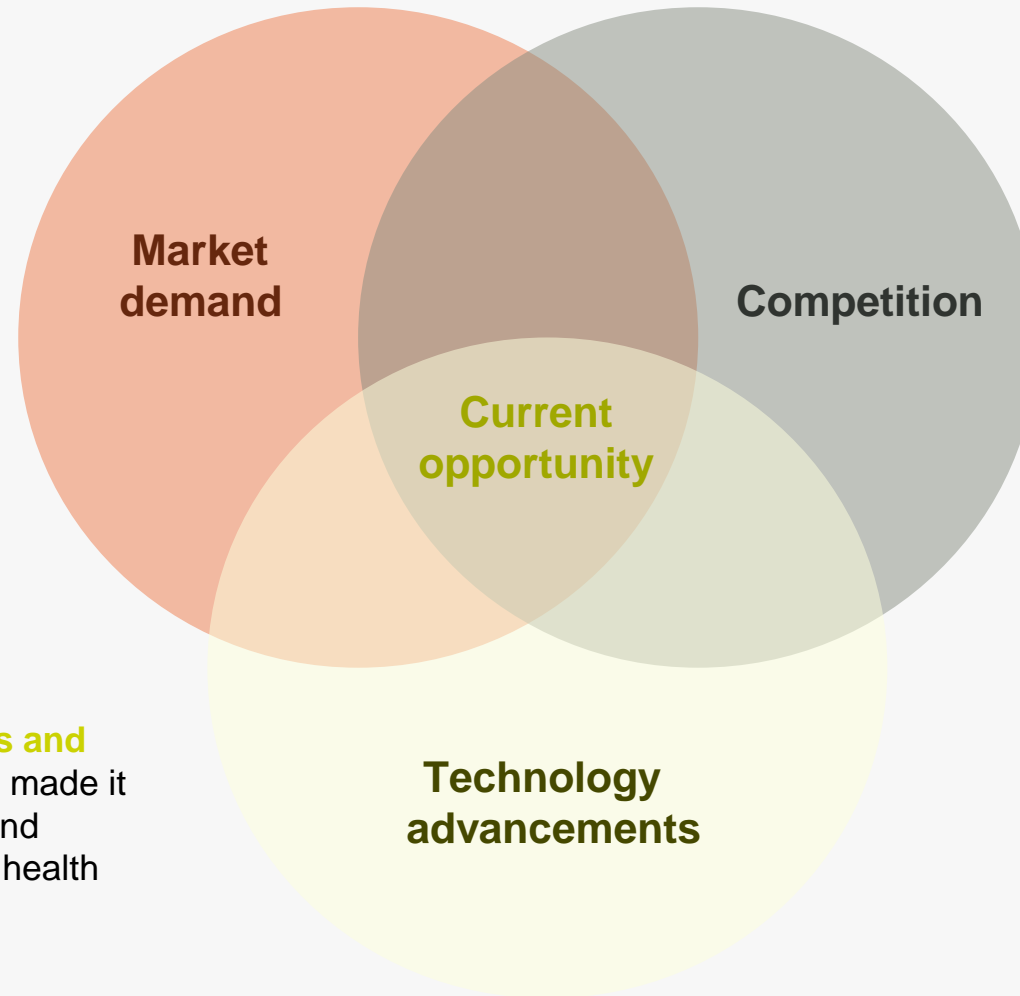 Market
demand
Competition
Current
opportunity
s and
made it
nd
health
Technology
advancements